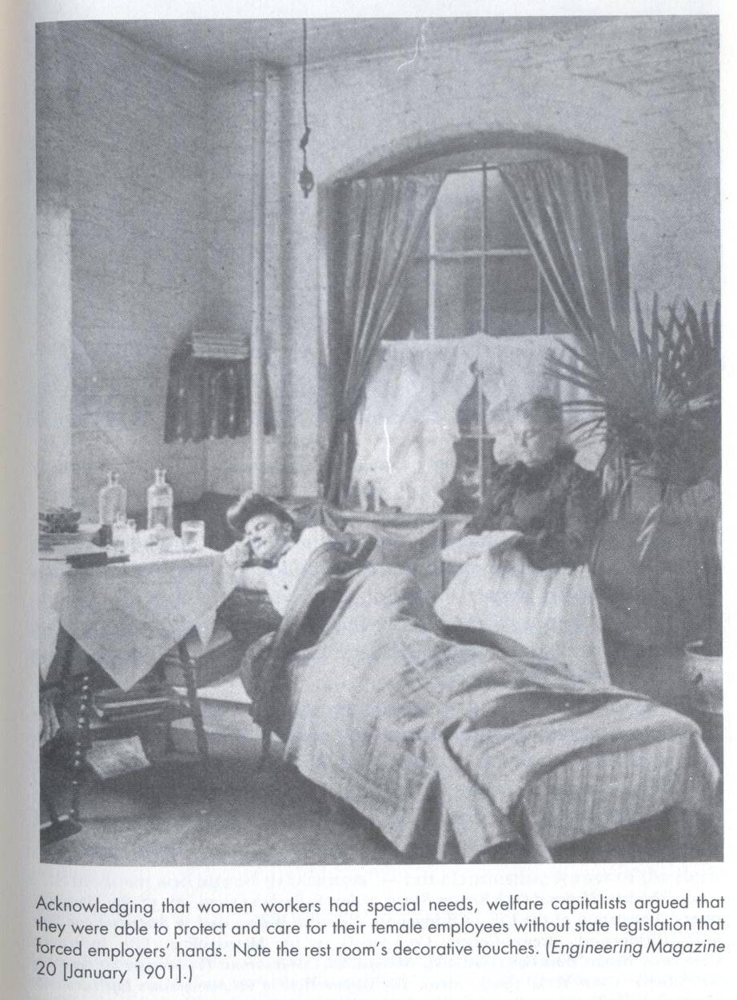 Acknowledging that women workers had special needs, welfare capitalists argued that
they were able to protect and care for their female employees without state legislation that
forced employers' hands. Note the rest room's decorative touches. (Engineering Magazine
20 [January 1901].)